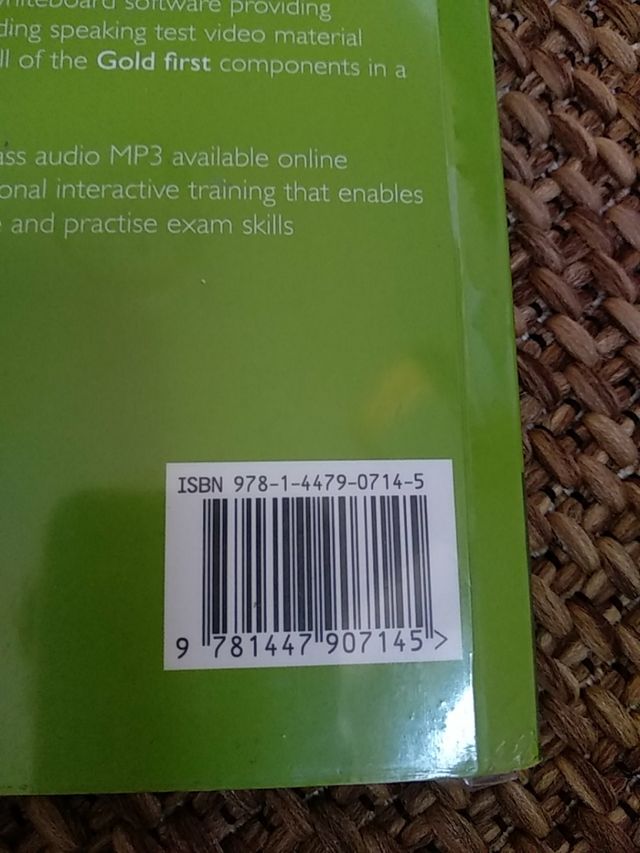 whiteboard software providing
ding speaking test video material
ll of the Gold first components in a
ass audio MP3 available online
onal interactive training that enables
e and practise exam skills
ISBN 978-1-4479-0714-5
9 781447 907145 >